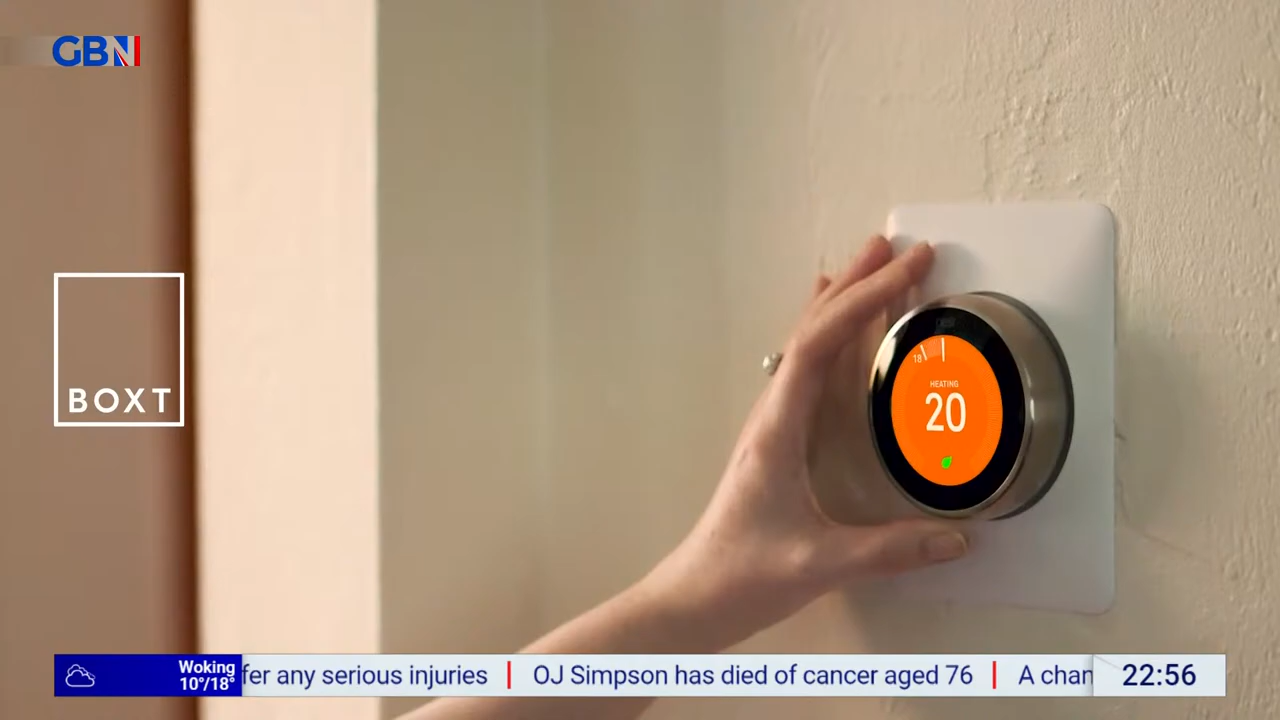 GBN
BOXT
18
HEATING
20
Woking
10°/18°
fer any serious injuries | OJ Simpson has died of cancer aged 76 | A chan
22:56